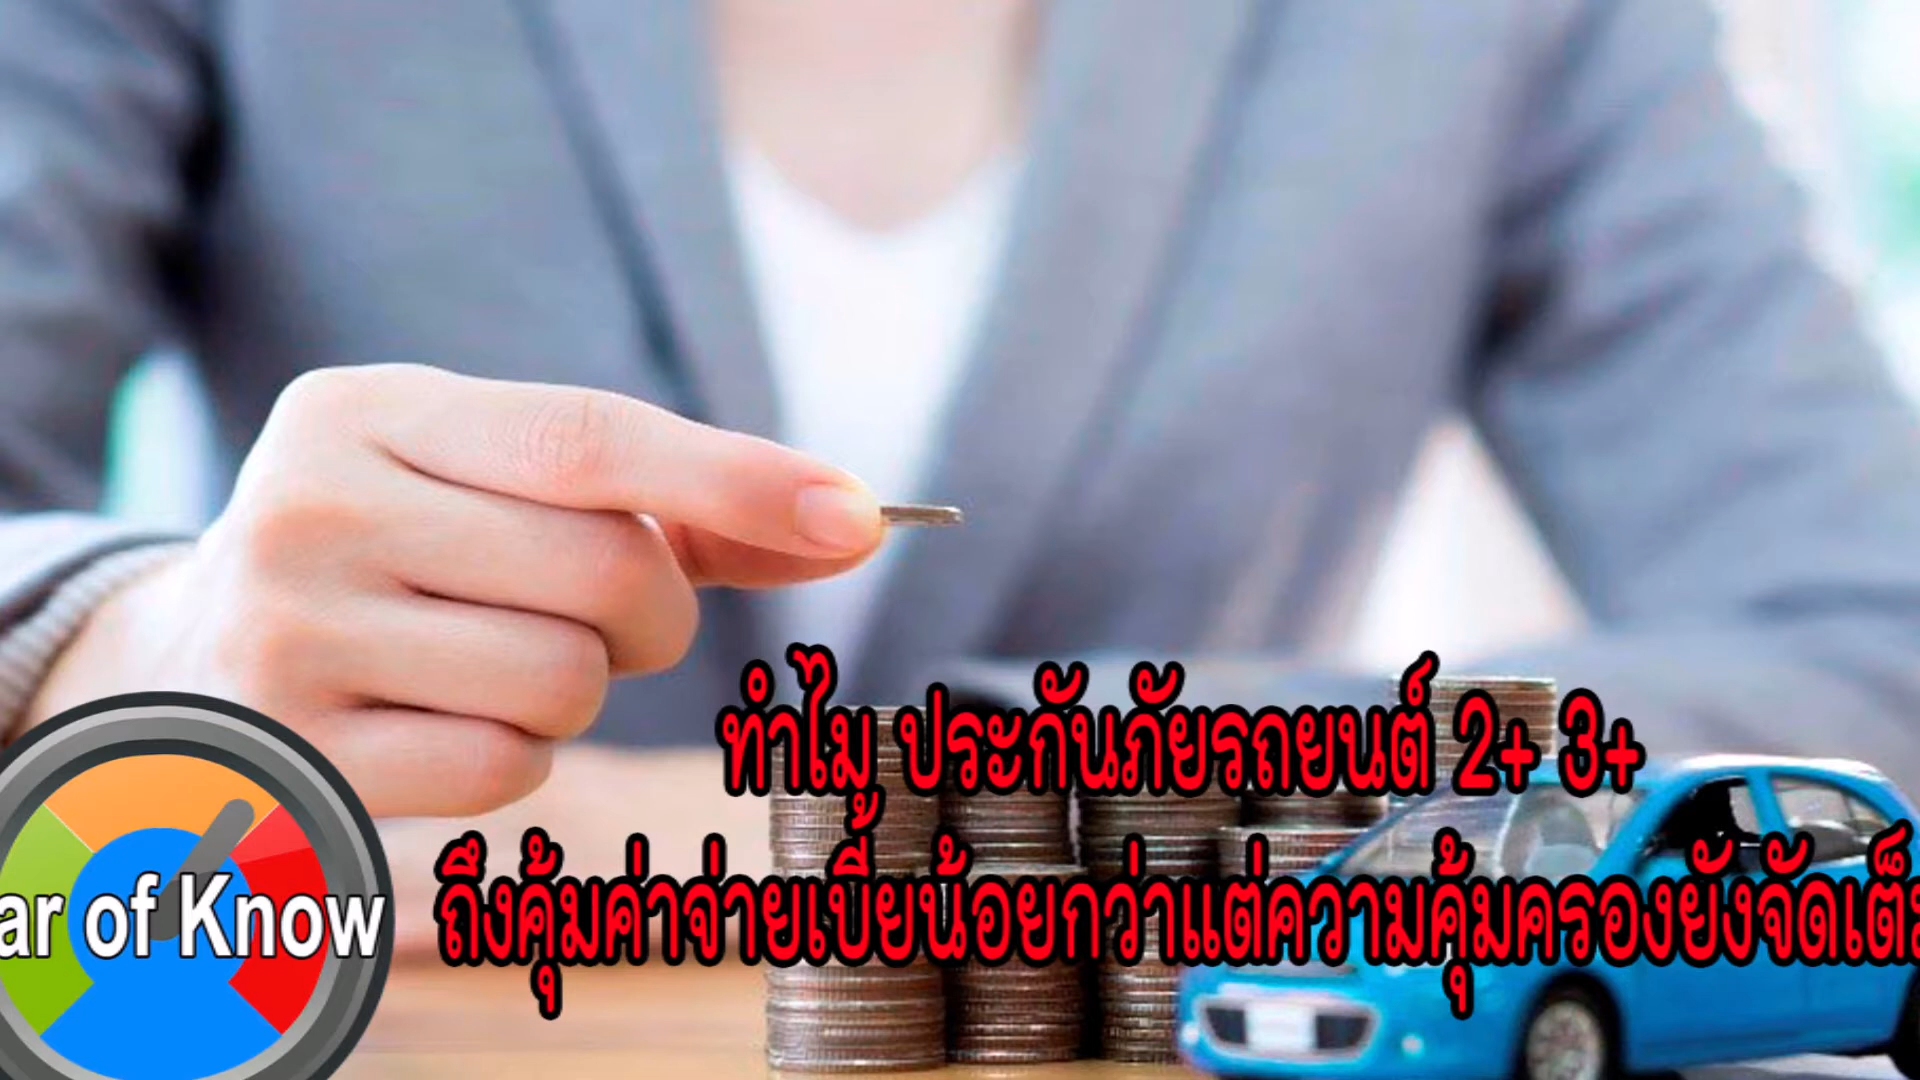 ทำไม ประกันภัยรถยนต์ 2+ 3+
ถึงคุ้มค่าจ่ายเบี้ยน้อยกว่าแต่ความคุ้มครองยังจัดเต็ม
ar of Know